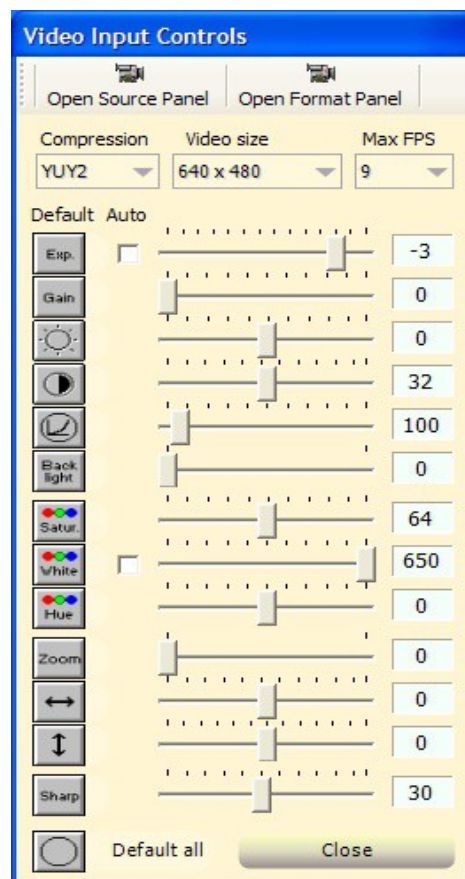 Video Input Controls
Open Source Panel Open Format Panel
Compression Video size Max FPS
YUY2 640 x 480 9
Default Auto
Exp. -3
Gain 0
0
32
100
Back light 0
Satur. 64
White 650
Hue 0
Zoom 0
0
0
Sharp 30
Default all Close